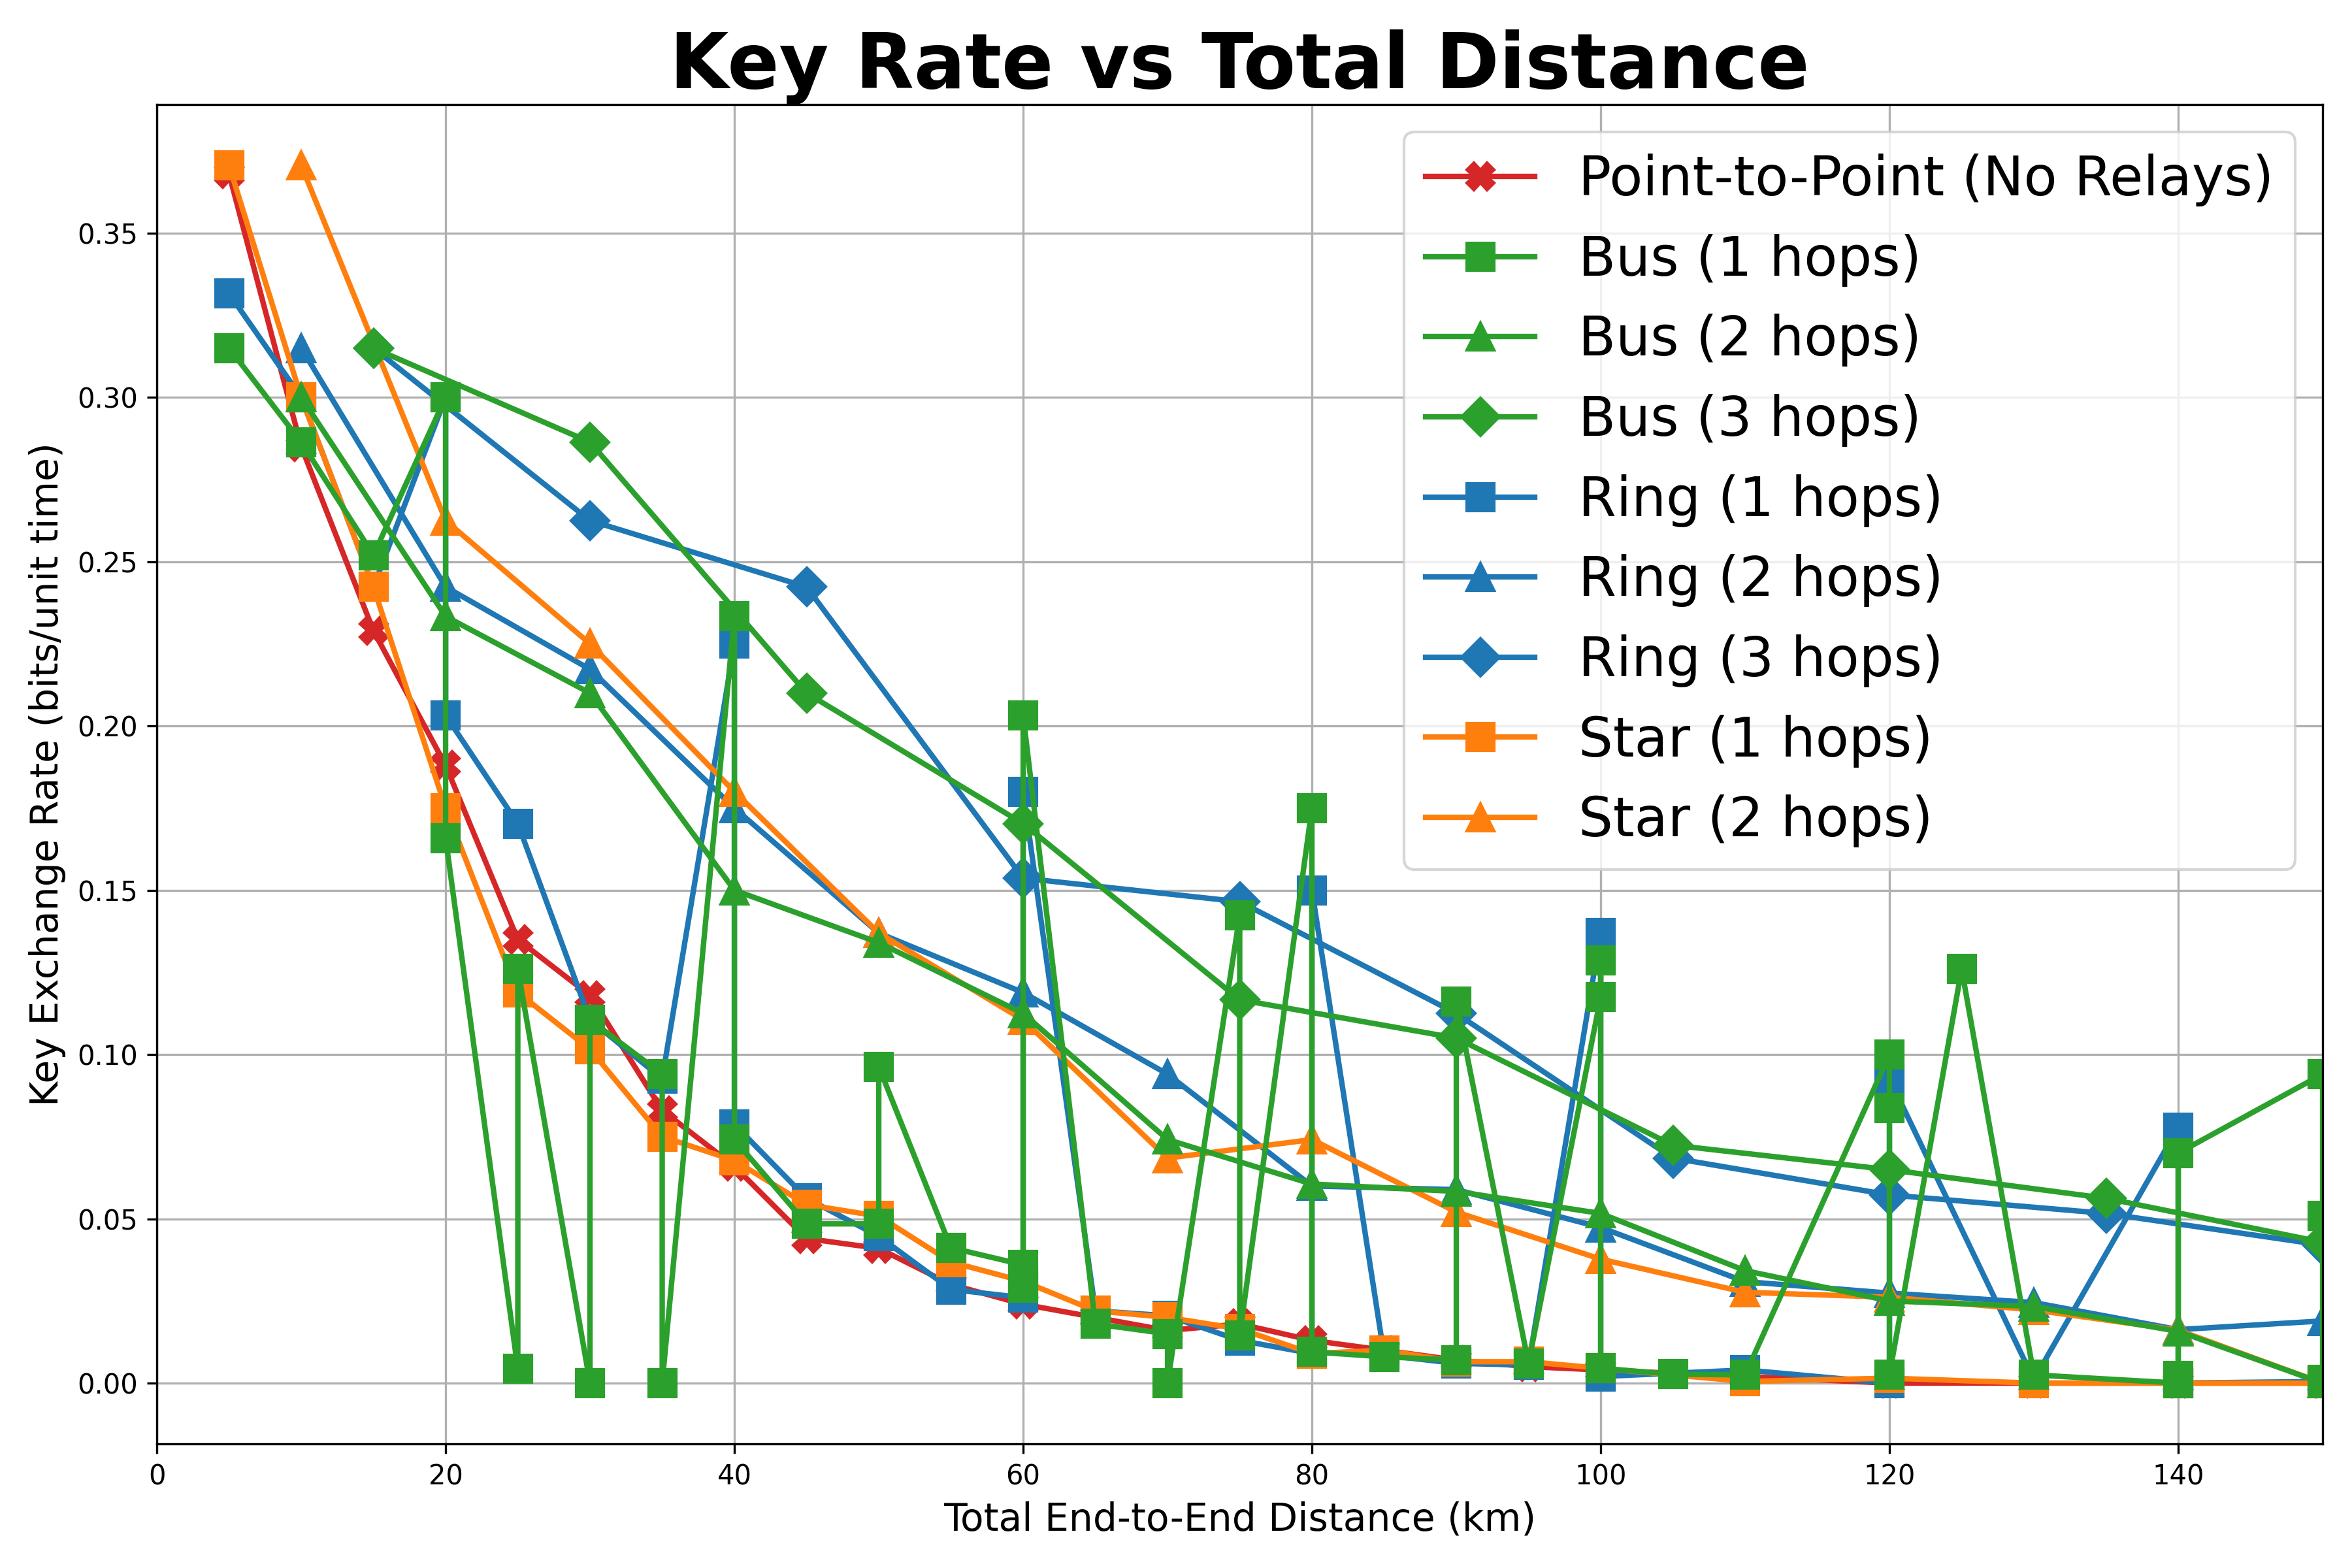 Key Rate vs Total Distance
Key Exchange Rate (bits/unit time)
0.35
0.30
0.25
0.20
0.15
0.10
0.05
0.00
Point-to-Point (No Relays)
Bus (1 hops)
Bus (2 hops)
Bus (3 hops)
Ring (1 hops)
Ring (2 hops)
Ring (3 hops)
Star (1 hops)
Star (2 hops)
0 20 40 60 80 100 120 140
Total End-to-End Distance (km)